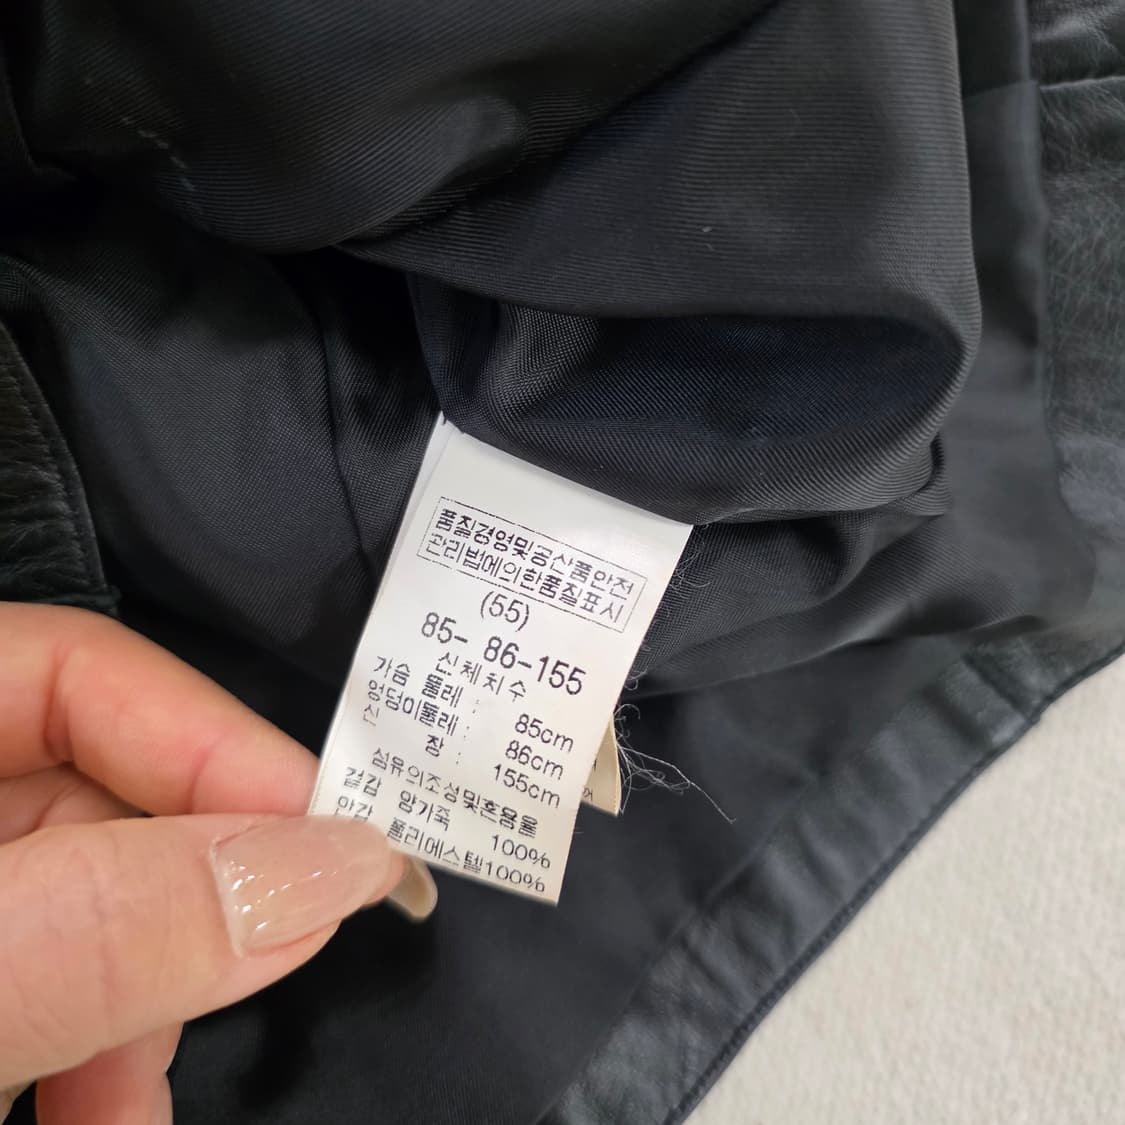 품질경영및공산품안전
관리법에의한품질표시
(55)
85- 86-155
신체치수
가슴 둘레 : 85cm
엉덩이둘레 : 86cm
신 장 : 155cm
섬유의조성및혼용율
겉감 양가죽 100%
안감 폴리에스텔100%